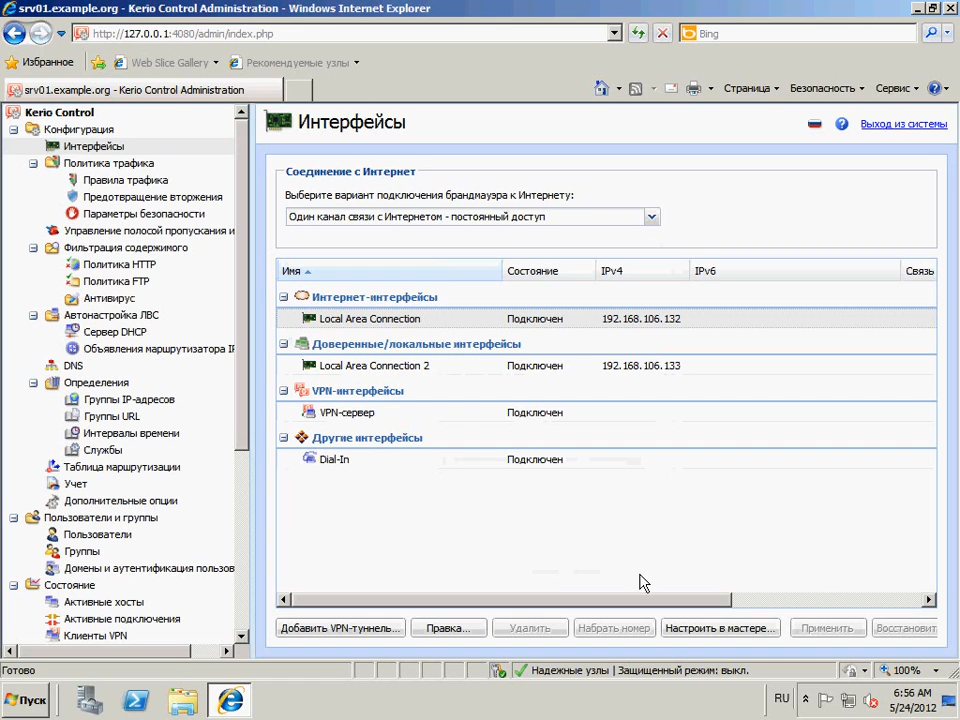 srv01.example.org - Kerio Control Administration - Windows Internet Explorer
http://127.0.0.1:4080/admin/index.php
Bing
Избранное
Web Slice Gallery
Рекомендуемые узлы
srv01.example.org - Kerio Control Administration
Страница
Безопасность
Сервис
Kerio Control
Конфигурация
Интерфейсы
Политика трафика
Правила трафика
Предотвращение вторжения
Параметры безопасности
Управление полосой пропускания и
Фильтрация содержимого
Политика HTTP
Политика FTP
Антивирус
Автонастройка ЛВС
Сервер DHCP
Объявления маршрутизатора IP
DNS
Определения
Группы IP-адресов
Группы URL
Интервалы времени
Службы
Таблица маршрутизации
Учет
Дополнительные опции
Пользователи и группы
Пользователи
Группы
Домены и аутентификация пользов
Состояние
Активные хосты
Активные подключения
Клиенты VPN
Интерфейсы
Выход из системы
Соединение с Интернет
Выберите вариант подключения брандмауэра к Интернету:
Один канал связи с Интернетом - постоянный доступ
Имя Состояние IPv4 IPv6 Связь
Интернет-интерфейсы
Local Area Connection Подключен 192.168.106.132
Доверенные/локальные интерфейсы
Local Area Connection 2 Подключен 192.168.106.133
VPN-интерфейсы
VPN-сервер Подключен
Другие интерфейсы
Dial-In Подключен
Добавить VPN-туннель... Правка... Удалить Набрать номер Настроить в мастере... Применить Восстановит
Готово
Надежные узлы | Защищенный режим: выкл.
100%
Пуск
RU
6:56 AM
5/24/2012